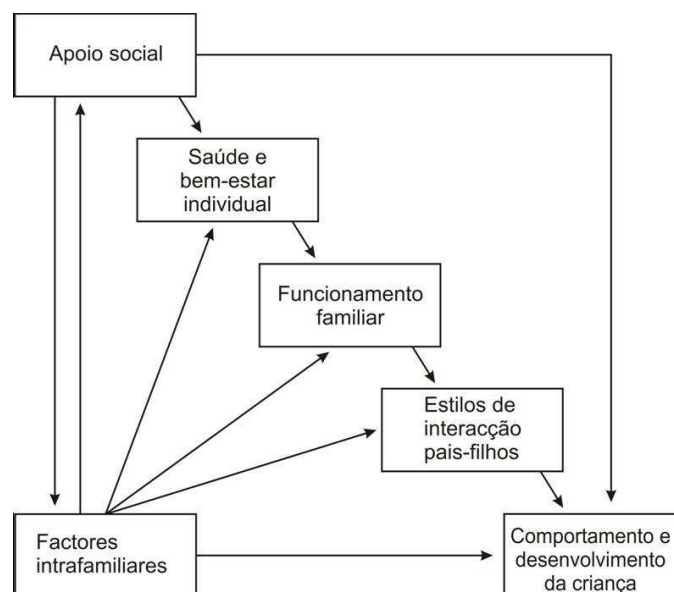 Apoio social
Saúde e
bem-estar
individual
Funcionamento
familiar
Estilos de
interacção
pais-filhos
Factores
intrafamiliares
Comportamento e
desenvolvimento
da criança